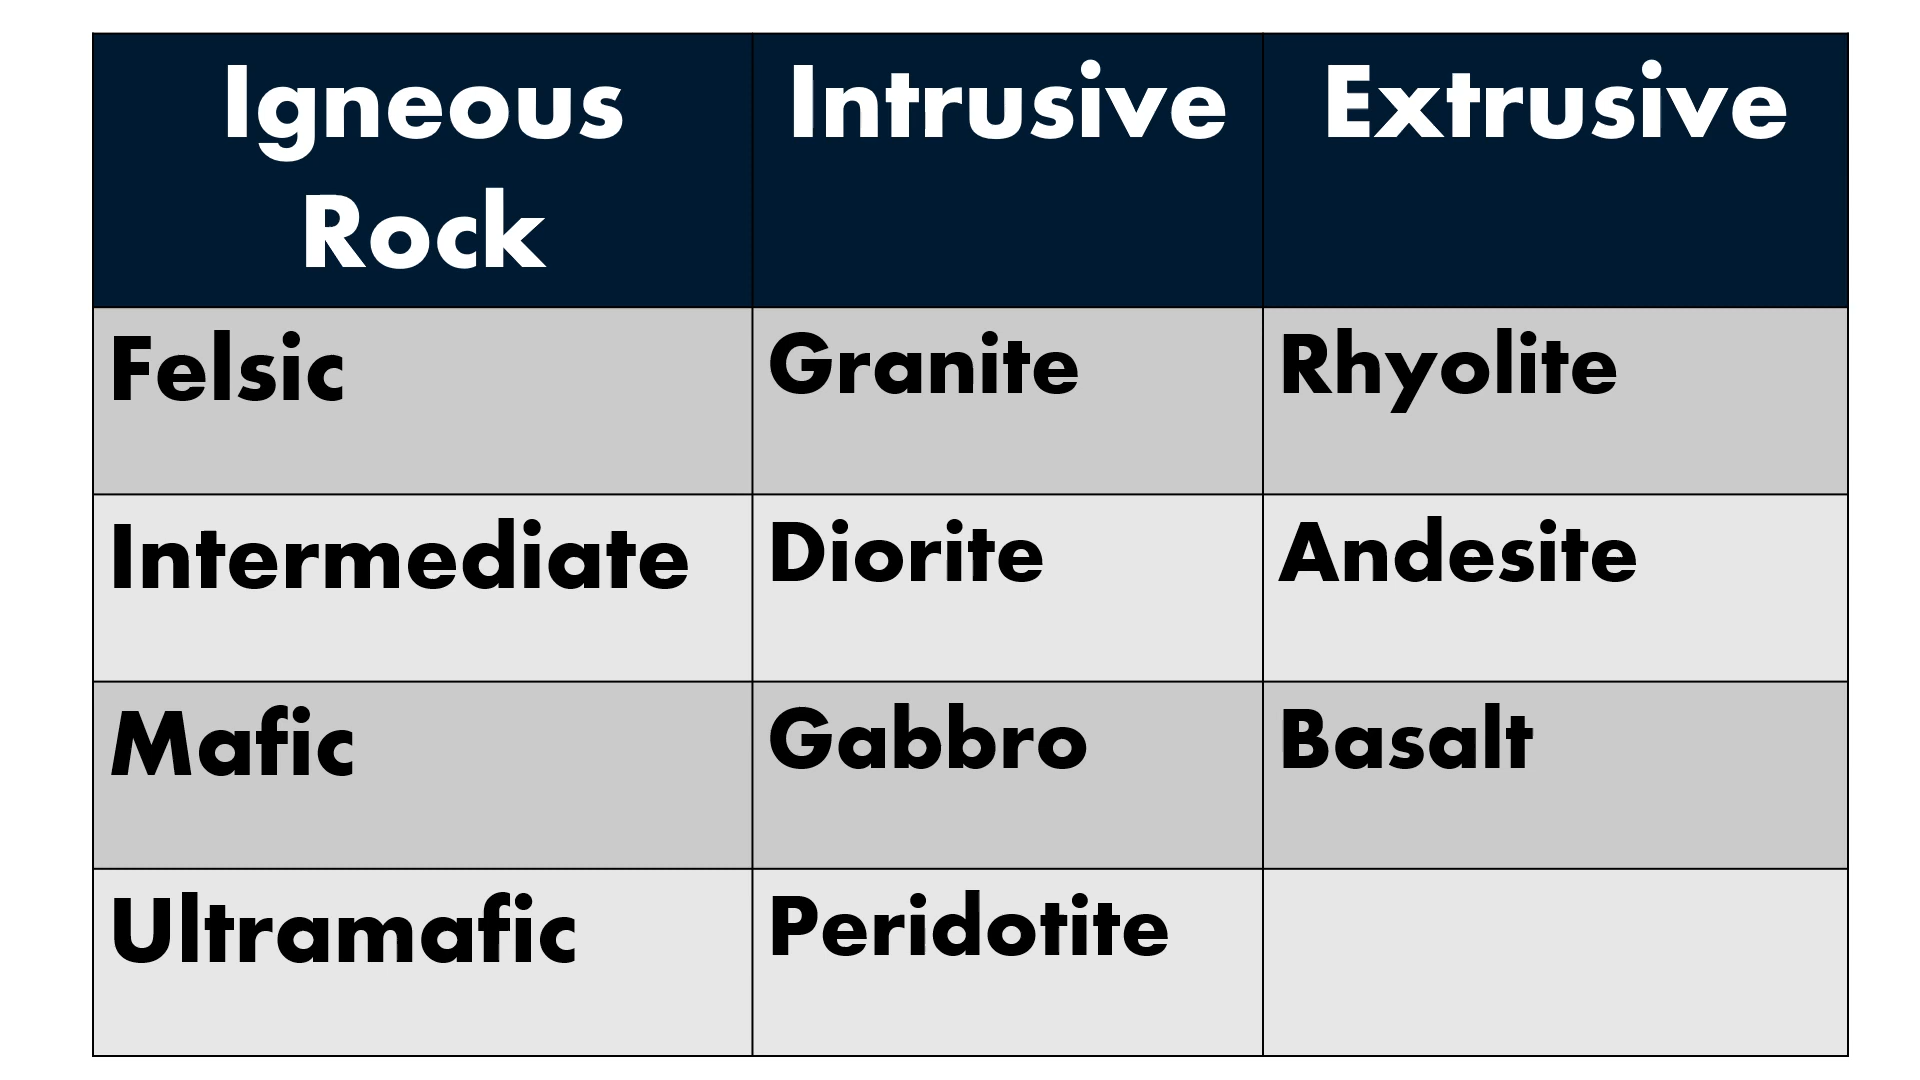 Igneous
Rock
Intrusive
Extrusive
Felsic
Granite
Rhyolite
Intermediate
Diorite
Andesite
Mafic
Gabbro
Basalt
Ultramafic
Peridotite